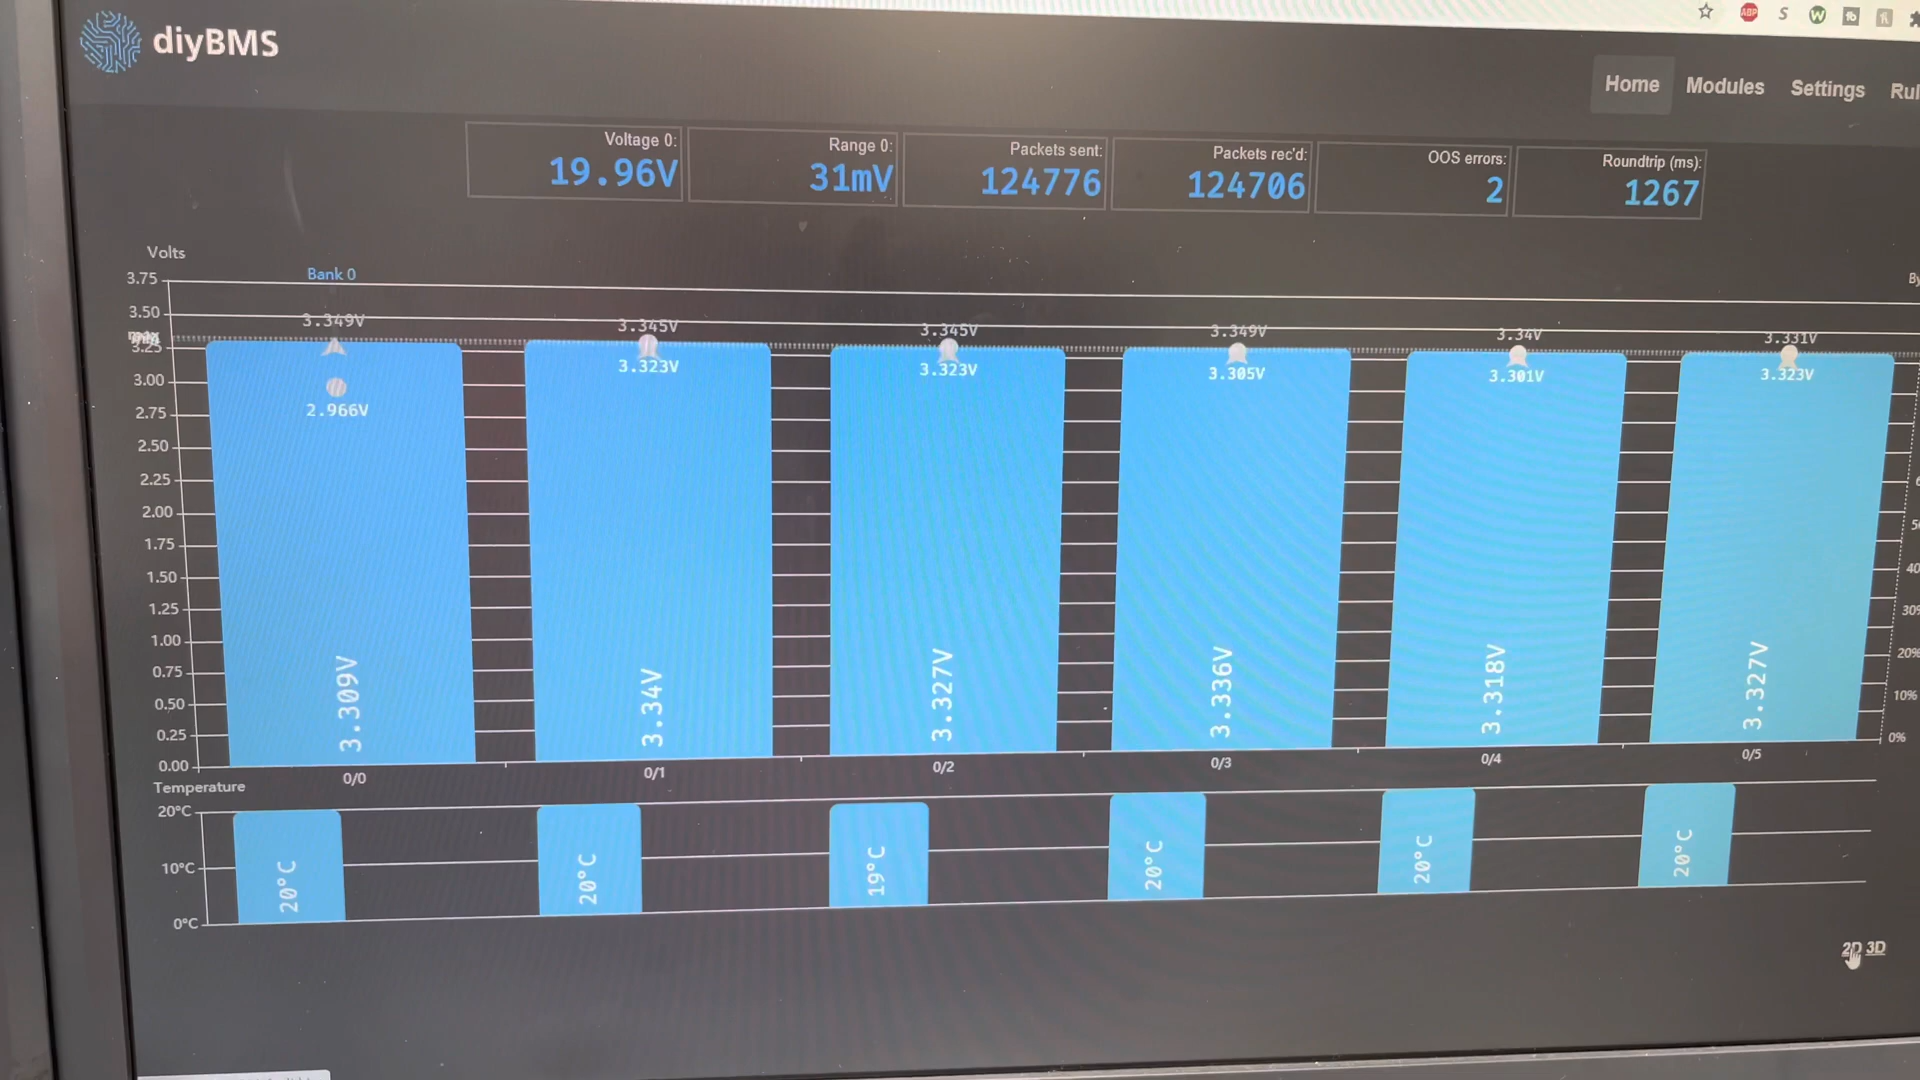 diyBMS
Home Modules Settings
Voltage 0: 19.96V
Range 0: 31mV
Packets sent: 124776
Packets rec'd: 124706
OOS errors: 2
Roundtrip (ms): 1267
Volts
Bank 0
3.75
3.50
3.25
3.00
2.75
2.50
2.25
2.00
1.75
1.50
1.25
1.00
0.75
0.50
0.25
0.00
max
3.349V 3.345V 3.345V 3.349V 3.34V 3.331V
2.966V 3.323V 3.323V 3.305V 3.301V 3.323V
3.309V 3.34V 3.327V 3.336V 3.318V 3.327V
0/0 0/1 0/2 0/3 0/4 0/5
20%
10%
0%
Temperature
20°C
10°C
0°C
20°C 20°C 19°C 20°C 20°C 20°C
2D 3D